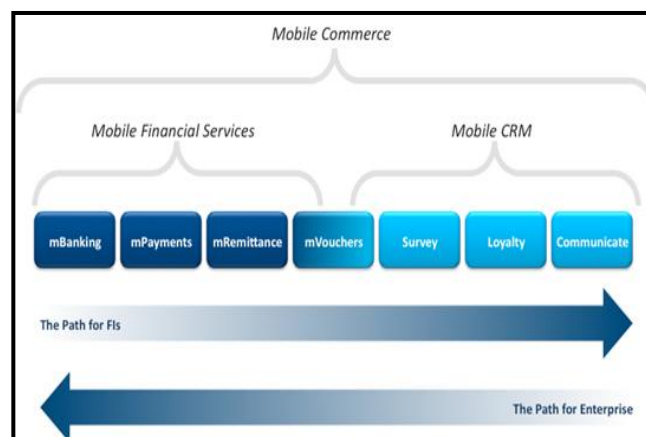 Mobile Commerce
Mobile Financial Services
Mobile CRM
mBanking
mPayments
mRemittance
mVouchers
Survey
Loyalty
Communicate
The Path for FIs
The Path for Enterprise